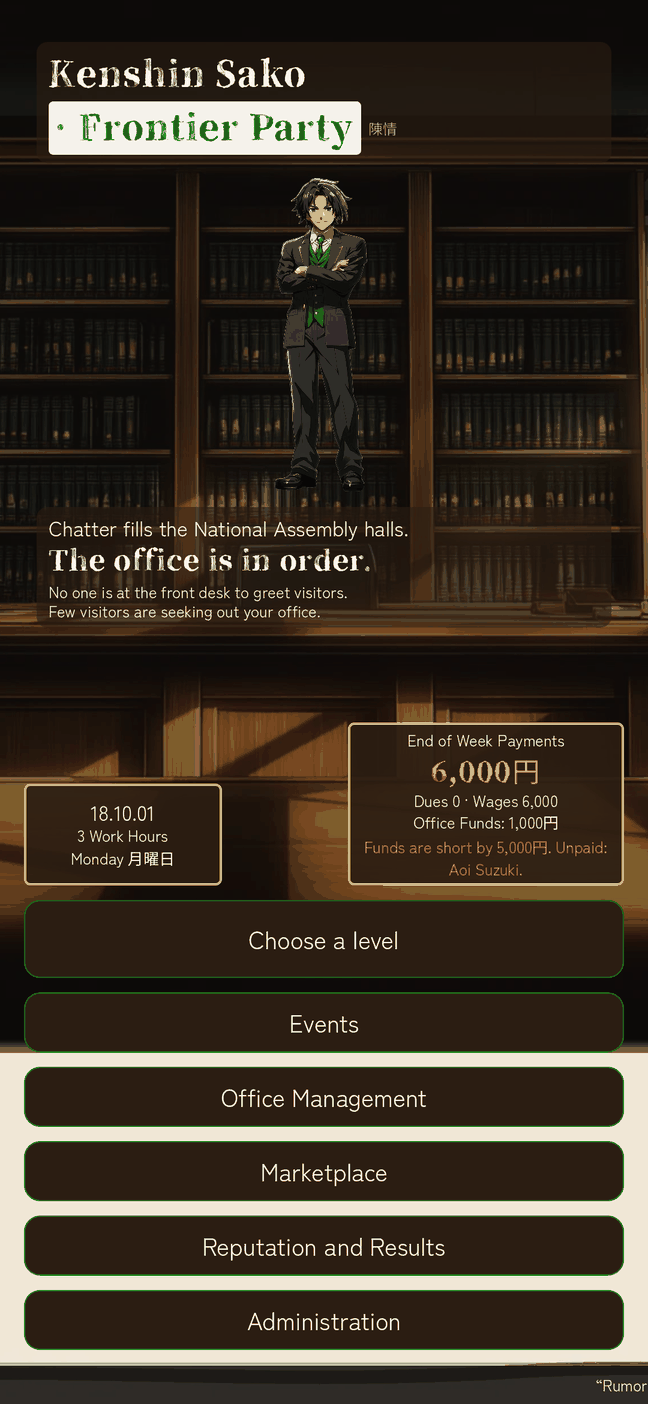 Kenshin Sako
· Frontier Party 陳情
Chatter fills the National Assembly halls.
The office is in order.
No one is at the front desk to greet visitors.
Few visitors are seeking out your office.
End of Week Payments
6,000円
Dues 0 · Wages 6,000
Office Funds: 1,000円
Funds are short by 5,000円. Unpaid:
Aoi Suzuki.
18.10.01
3 Work Hours
Monday 月曜日
Choose a level
Events
Office Management
Marketplace
Reputation and Results
Administration
“Rumor